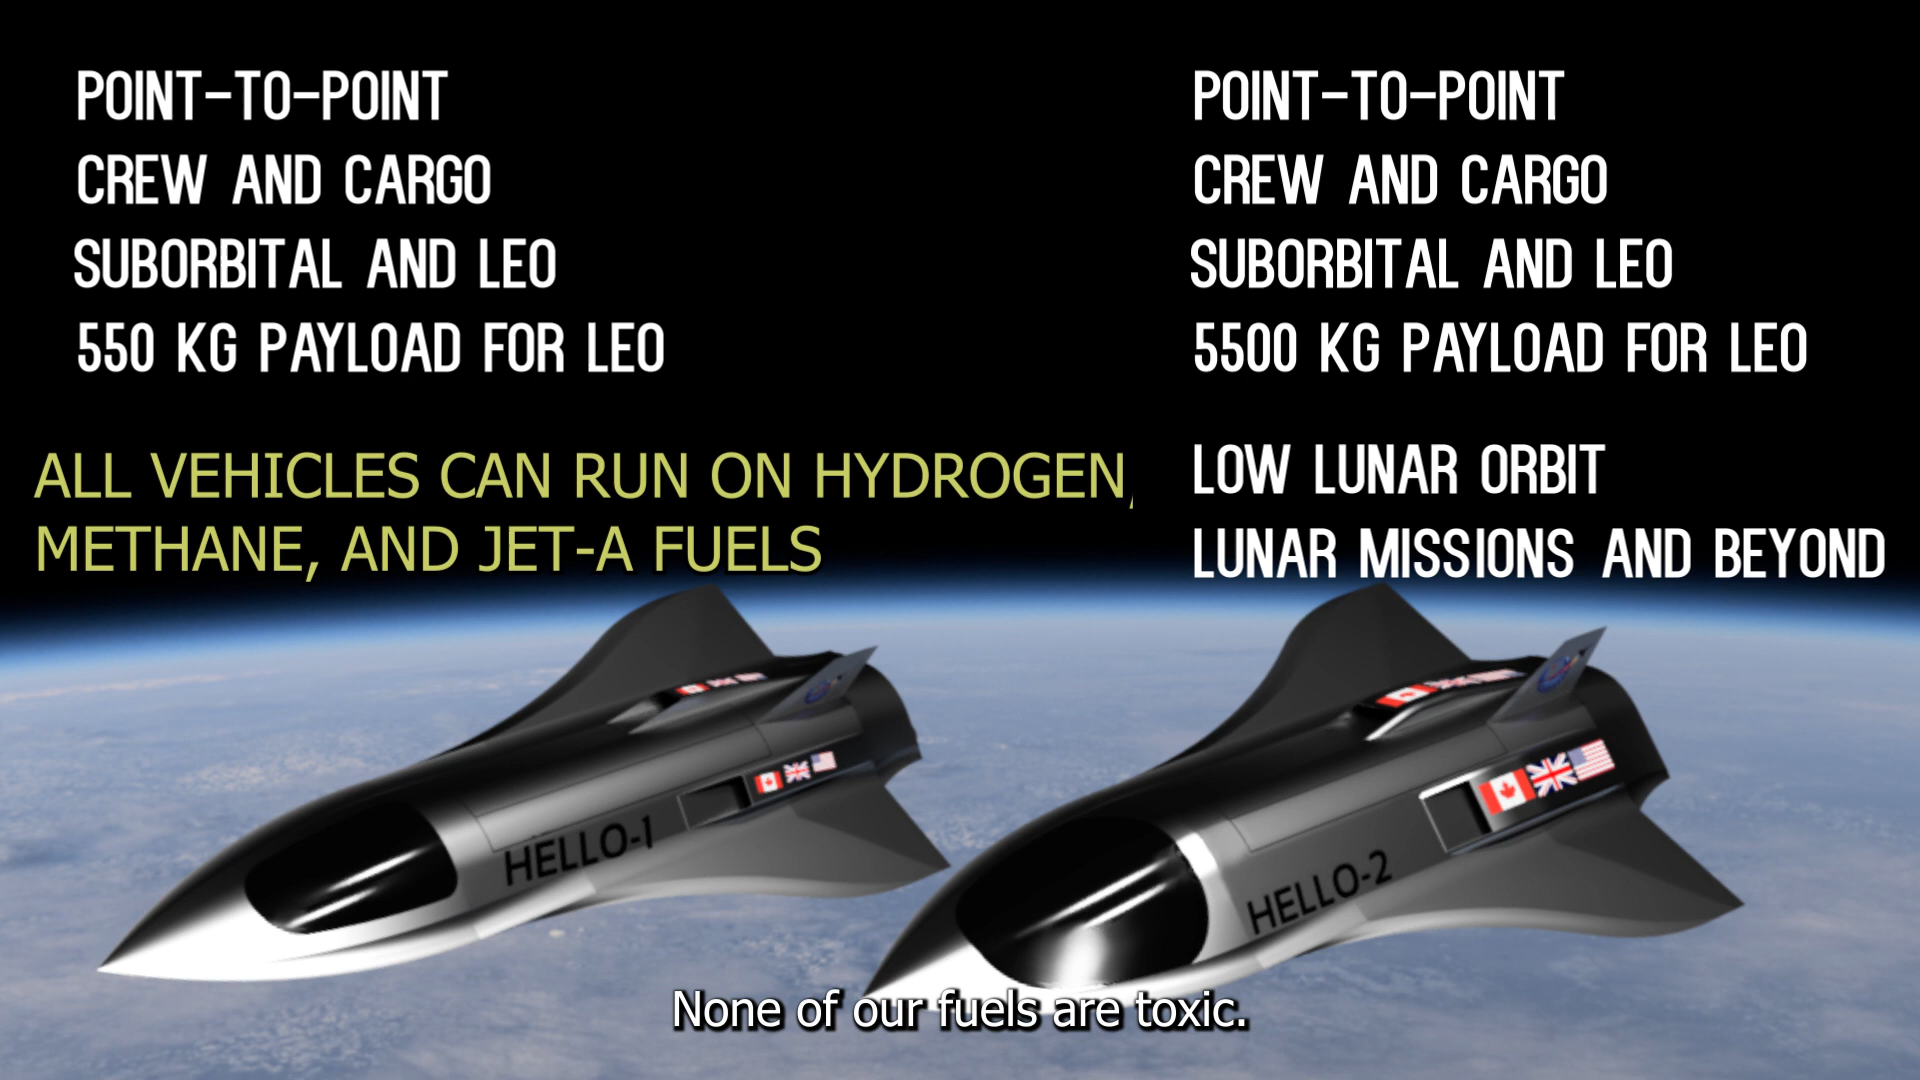 POINT-TO-POINT
CREW AND CARGO
SUBORBITAL AND LEO
550 KG PAYLOAD FOR LEO
ALL VEHICLES CAN RUN ON HYDROGEN,
METHANE, AND JET-A FUELS
POINT-TO-POINT
CREW AND CARGO
SUBORBITAL AND LEO
5500 KG PAYLOAD FOR LEO
LOW LUNAR ORBIT
LUNAR MISSIONS AND BEYOND
HELLO-1
HELLO-2
None of our fuels are toxic.